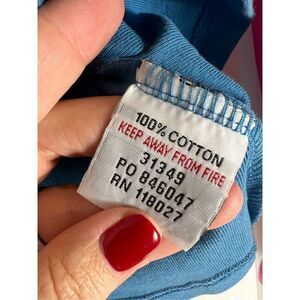 100% COTTON
KEEP AWAY FROM FIRE
31349
PO 846047
RN 118027